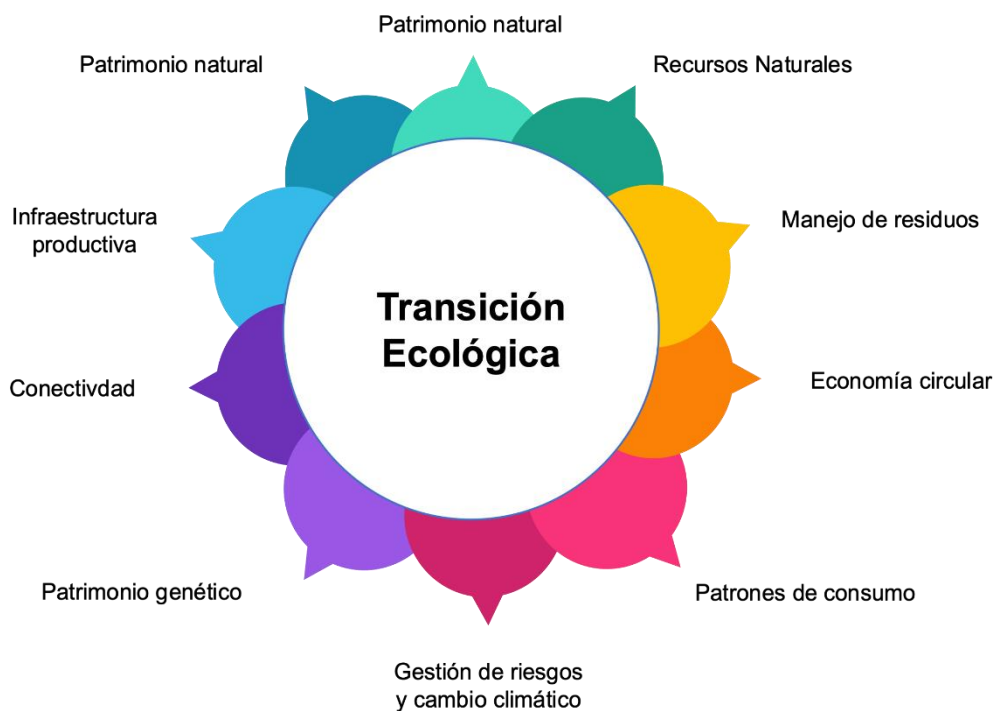 Patrimonio natural
Patrimonio natural
Recursos Naturales
Infraestructura
productiva
Manejo de residuos
Transición
Ecológica
Conectivdad
Economía circular
Patrimonio genético
Patrones de consumo
Gestión de riesgos
y cambio climático